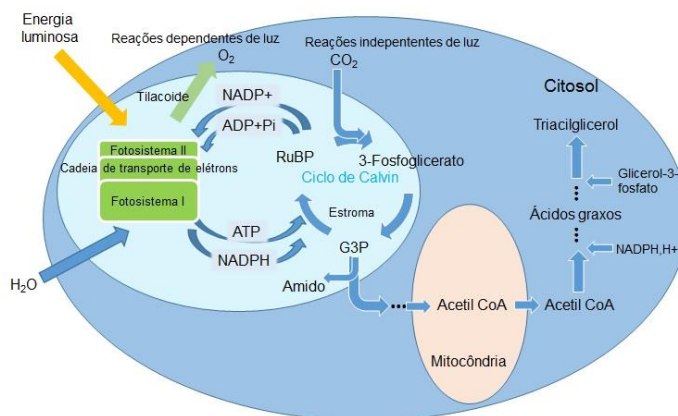 Energia
luminosa
Reações dependentes de luz
O2
Reações indepententes de luz
CO2
Citosol
Tilacoide
NADP+
ADP+Pi
Fotosistema II
Cadeia de transporte de elétrons
Fotosistema I
RuBP
3-Fosfoglicerato
Ciclo de Calvin
Estroma
ATP
NADPH
G3P
Amido
H2O
Triacilglicerol
Glicerol-3-
fosfato
Ácidos graxos
NADPH,H+
Acetil CoA
Acetil CoA
Mitocôndria